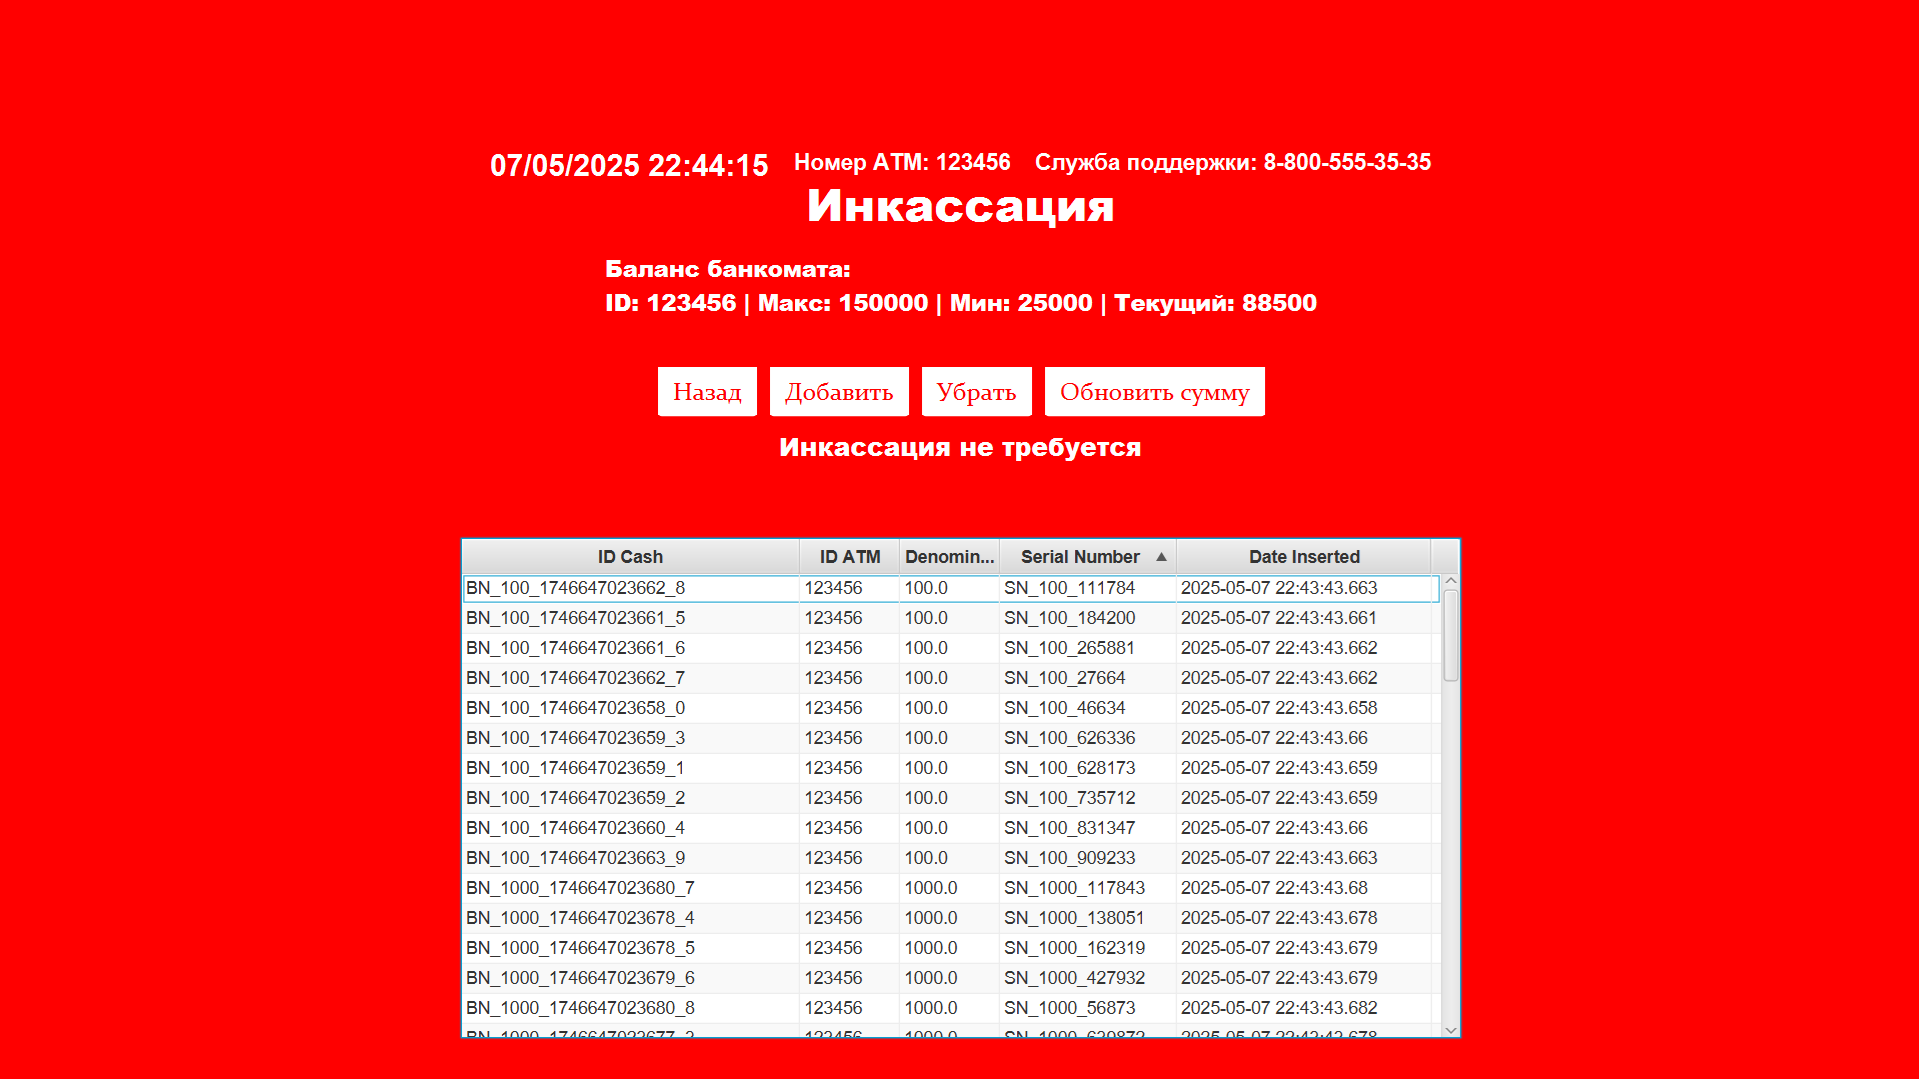 07/05/2025 22:44:15 Номер АТМ: 123456 Служба поддержки: 8-800-555-35-35
Инкассация
Баланс банкомата:
ID: 123456 | Макс: 150000 | Мин: 25000 | Текущий: 88500
Назад Добавить Убрать Обновить сумму
Инкассация не требуется
ID Cash ID ATM Denomin... Serial Number Date Inserted
BN_100_1746647023662_8 123456 100.0 SN_100_111784 2025-05-07 22:43:43.663
BN_100_1746647023661_5 123456 100.0 SN_100_184200 2025-05-07 22:43:43.661
BN_100_1746647023661_6 123456 100.0 SN_100_265881 2025-05-07 22:43:43.662
BN_100_1746647023662_7 123456 100.0 SN_100_27664 2025-05-07 22:43:43.662
BN_100_1746647023658_0 123456 100.0 SN_100_46634 2025-05-07 22:43:43.658
BN_100_1746647023659_3 123456 100.0 SN_100_626336 2025-05-07 22:43:43.66
BN_100_1746647023659_1 123456 100.0 SN_100_628173 2025-05-07 22:43:43.659
BN_100_1746647023659_2 123456 100.0 SN_100_735712 2025-05-07 22:43:43.659
BN_100_1746647023660_4 123456 100.0 SN_100_831347 2025-05-07 22:43:43.66
BN_100_1746647023663_9 123456 100.0 SN_100_909233 2025-05-07 22:43:43.663
BN_1000_1746647023680_7 123456 1000.0 SN_1000_117843 2025-05-07 22:43:43.68
BN_1000_1746647023678_4 123456 1000.0 SN_1000_138051 2025-05-07 22:43:43.678
BN_1000_1746647023678_5 123456 1000.0 SN_1000_162319 2025-05-07 22:43:43.679
BN_1000_1746647023679_6 123456 1000.0 SN_1000_427932 2025-05-07 22:43:43.679
BN_1000_1746647023680_8 123456 1000.0 SN_1000_56873 2025-05-07 22:43:43.682